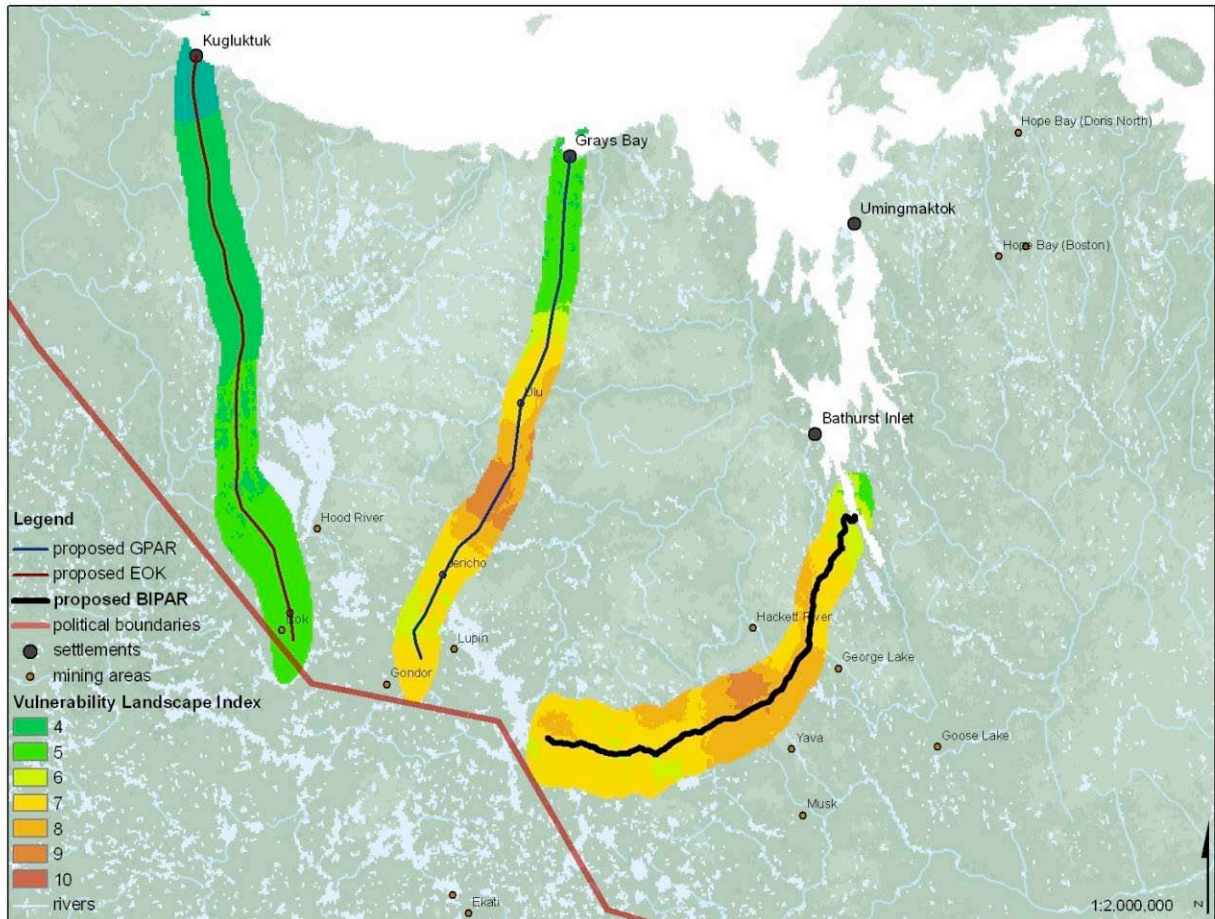 Kugluktuk
Grays Bay
Hope Bay (Doris North)
Umingmaktok
Hope Bay (Boston)
Ulu
Bathurst Inlet
Hood River
Jericho
Eok
Lupin
Gondor
Hackett River
George Lake
Yava
Goose Lake
Musk
Ekati
Legend
proposed GPAR
proposed EOK
proposed BIPAR
political boundaries
settlements
mining areas
Vulnerability Landscape Index
4
5
6
7
8
9
10
rivers
1:2,000,000
N